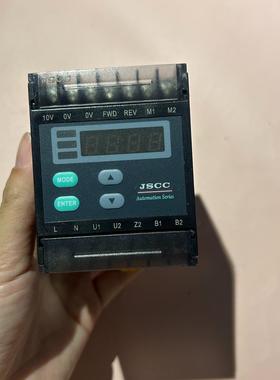 10V 0V 0V FWD REV M1 M2
MODE
ENTER
JSCC
Automation Series
L N U1 U2 Z2 B1 B2